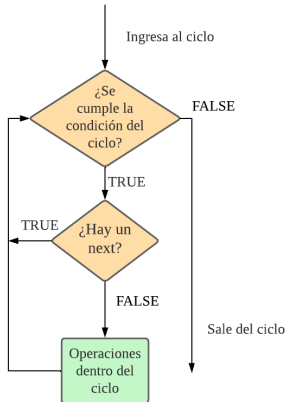 Ingresa al ciclo
¿Se
cumple la
condición del
ciclo?
FALSE
TRUE
¿Hay un
next?
TRUE
FALSE
Sale del ciclo
Operaciones
dentro del
ciclo